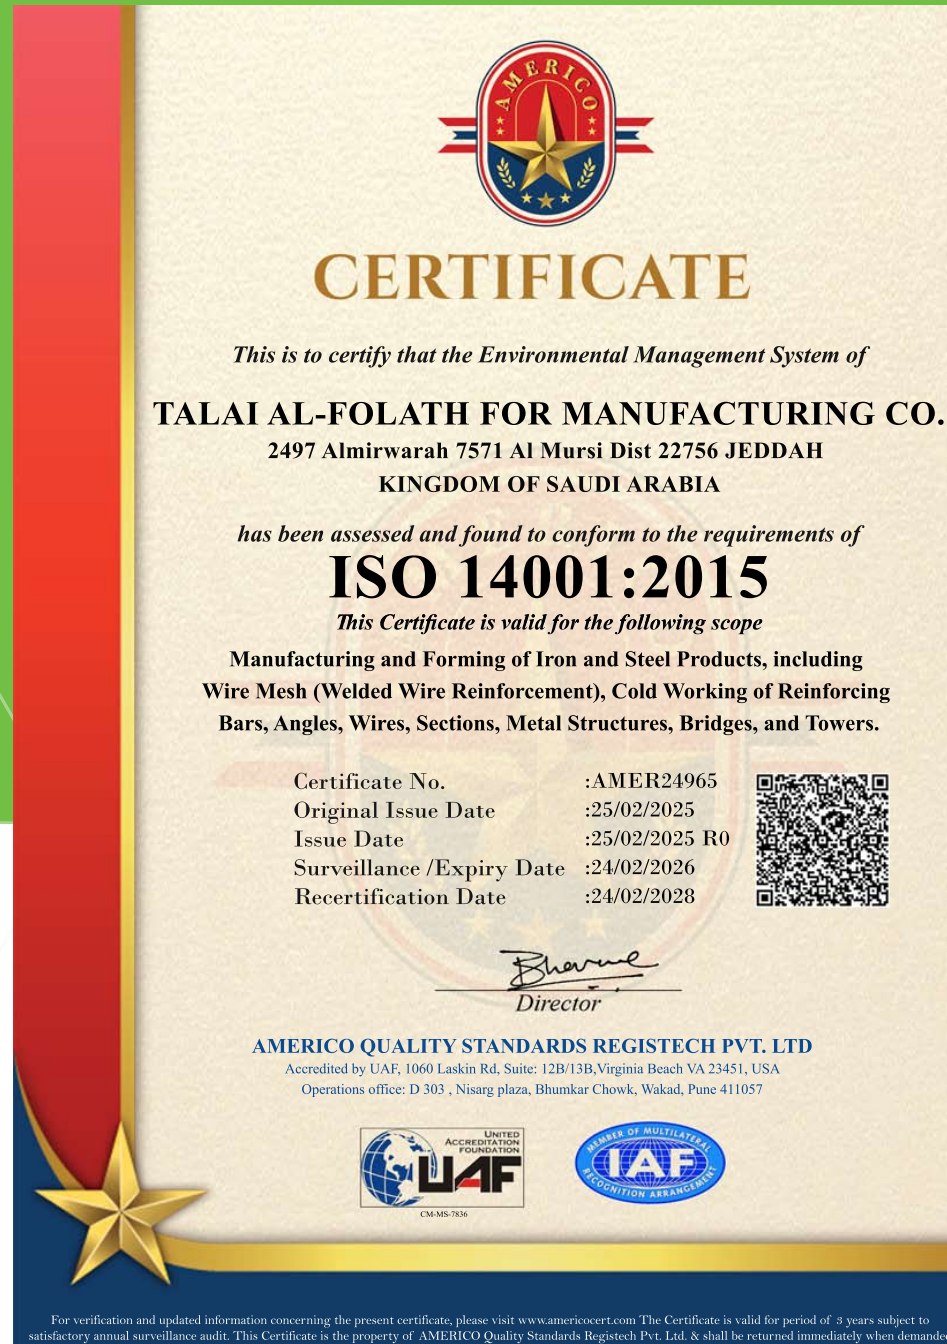 AMERICO
CERTIFICATE
This is to certify that the Environmental Management System of
TALAI AL-FOLATH FOR MANUFACTURING CO.
2497 Almirwarah 7571 Al Mursi Dist 22756 JEDDAH
KINGDOM OF SAUDI ARABIA
has been assessed and found to conform to the requirements of
ISO 14001:2015
This Certificate is valid for the following scope
Manufacturing and Forming of Iron and Steel Products, including
Wire Mesh (Welded Wire Reinforcement), Cold Working of Reinforcing
Bars, Angles, Wires, Sections, Metal Structures, Bridges, and Towers.
Certificate No. :AMER24965
Original Issue Date :25/02/2025
Issue Date :25/02/2025 R0
Surveillance /Expiry Date :24/02/2026
Recertification Date :24/02/2028
Director
AMERICO QUALITY STANDARDS REGISTECH PVT. LTD
Accredited by UAF, 1060 Laskin Rd, Suite: 12B/13B,Virginia Beach VA 23451, USA
Operations office: D 303 , Nisarg plaza, Bhumkar Chowk, Wakad, Pune 411057
UNITED
ACCREDITATION
FOUNDATION
UAF
CM-MS-7836
MEMBER OF MULTILATERAL
IAF
RECOGNITION ARRANGEMENT
For verification and updated information concerning the present certificate, please visit www.americocert.com The Certificate is valid for period of 3 years subject to
satisfactory annual surveillance audit. This Certificate is the property of AMERICO Quality Standards Registech Pvt. Ltd. & shall be returned immediately when deman